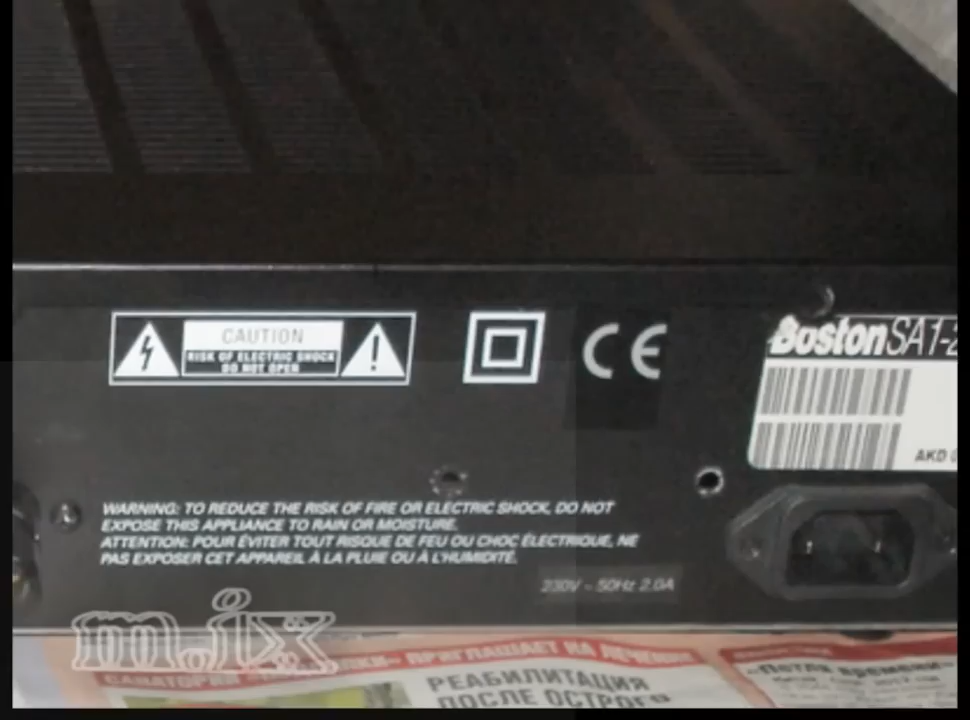 CAUTION
RISK OF ELECTRIC SHOCK
DO NOT OPEN
CE
Boston SA1-2
AKD
WARNING: TO REDUCE THE RISK OF FIRE OR ELECTRIC SHOCK, DO NOT
EXPOSE THIS APPLIANCE TO RAIN OR MOISTURE.
ATTENTION: POUR ÉVITER TOUT RISQUE DE FEU OU CHOC ÉLECTRIQUE, NE
PAS EXPOSER CET APPAREIL À LA PLUIE OU À L'HUMIDITÉ.
230V ~ 50Hz 2.0A
m.jx
САНАТОРИЙ ПРИГЛАШАЕТ НА ЛЕЧЕНИЕ
РЕАБИЛИТАЦИЯ
ПОСЛЕ ОСТРОГО
времени»